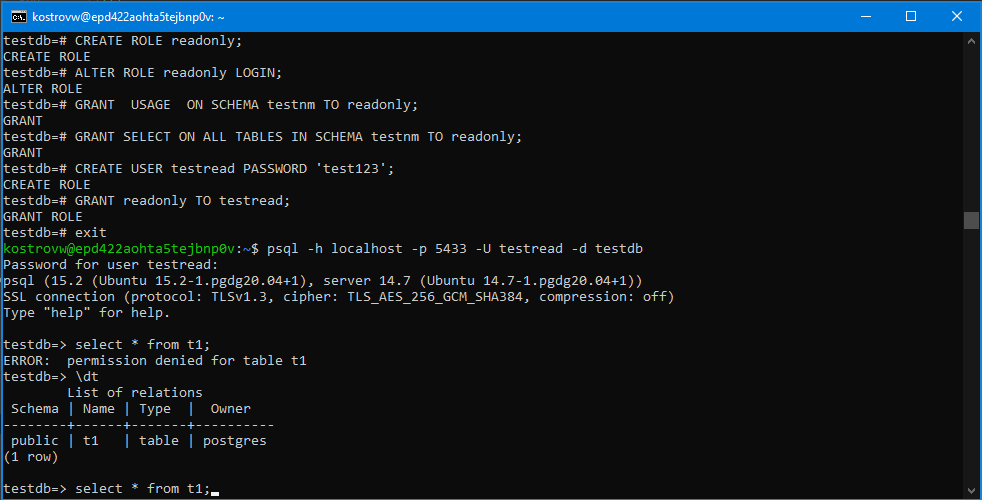 kostrovw@epd422aohta5tejbnp0v: ~
testdb=# CREATE ROLE readonly;
CREATE ROLE
testdb=# ALTER ROLE readonly LOGIN;
ALTER ROLE
testdb=# GRANT  USAGE  ON SCHEMA testnm TO readonly;
GRANT
testdb=# GRANT SELECT ON ALL TABLES IN SCHEMA testnm TO readonly;
GRANT
testdb=# CREATE USER testread PASSWORD 'test123';
CREATE ROLE
testdb=# GRANT readonly TO testread;
GRANT ROLE
testdb=# exit
kostrovw@epd422aohta5tejbnp0v:~$ psql -h localhost -p 5433 -U testread -d testdb
Password for user testread:
psql (15.2 (Ubuntu 15.2-1.pgdg20.04+1), server 14.7 (Ubuntu 14.7-1.pgdg20.04+1))
SSL connection (protocol: TLSv1.3, cipher: TLS_AES_256_GCM_SHA384, compression: off)
Type "help" for help.

testdb=> select * from t1;
ERROR:  permission denied for table t1
testdb=> \dt
        List of relations
 Schema | Name | Type  |  Owner
--------+------+-------+----------
 public | t1   | table | postgres
(1 row)

testdb=> select * from t1;